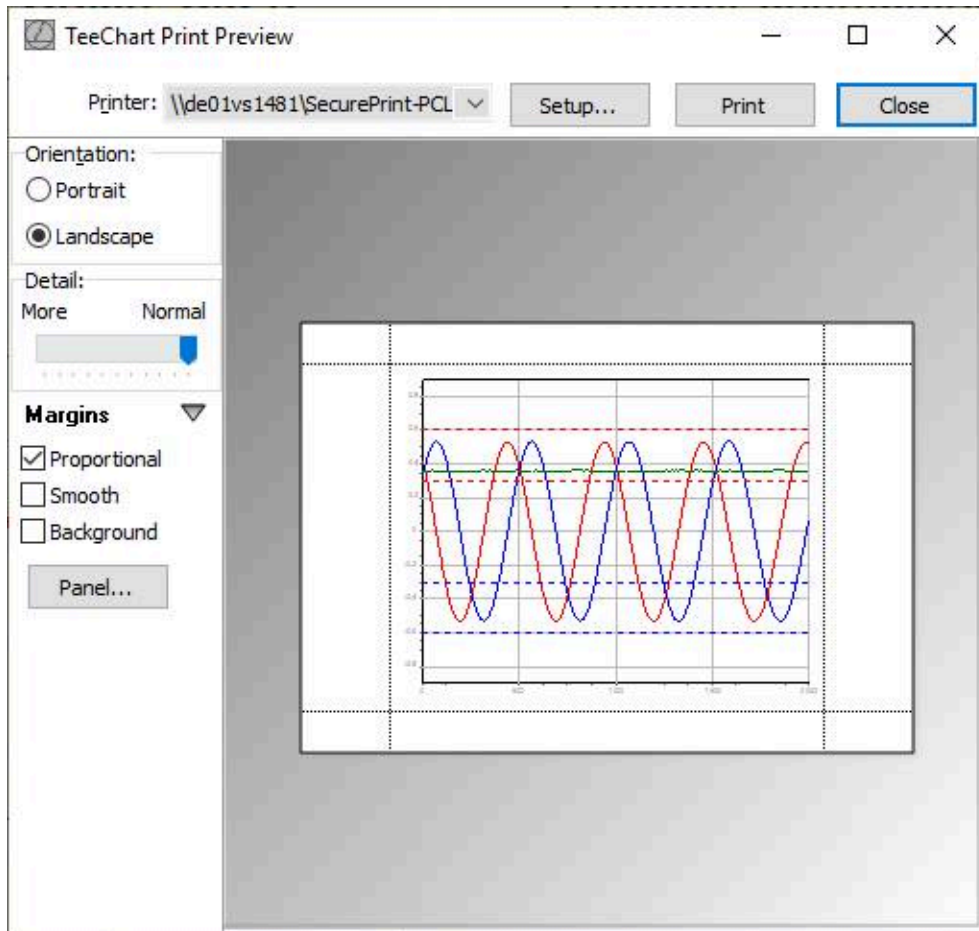 TeeChart Print Preview
Printer: \\de01vs1481\SecurePrint-PCL
Setup...
Print
Close
Orientation:
Portrait
Landscape
Detail:
More Normal
Margins
Proportional
Smooth
Background
Panel...